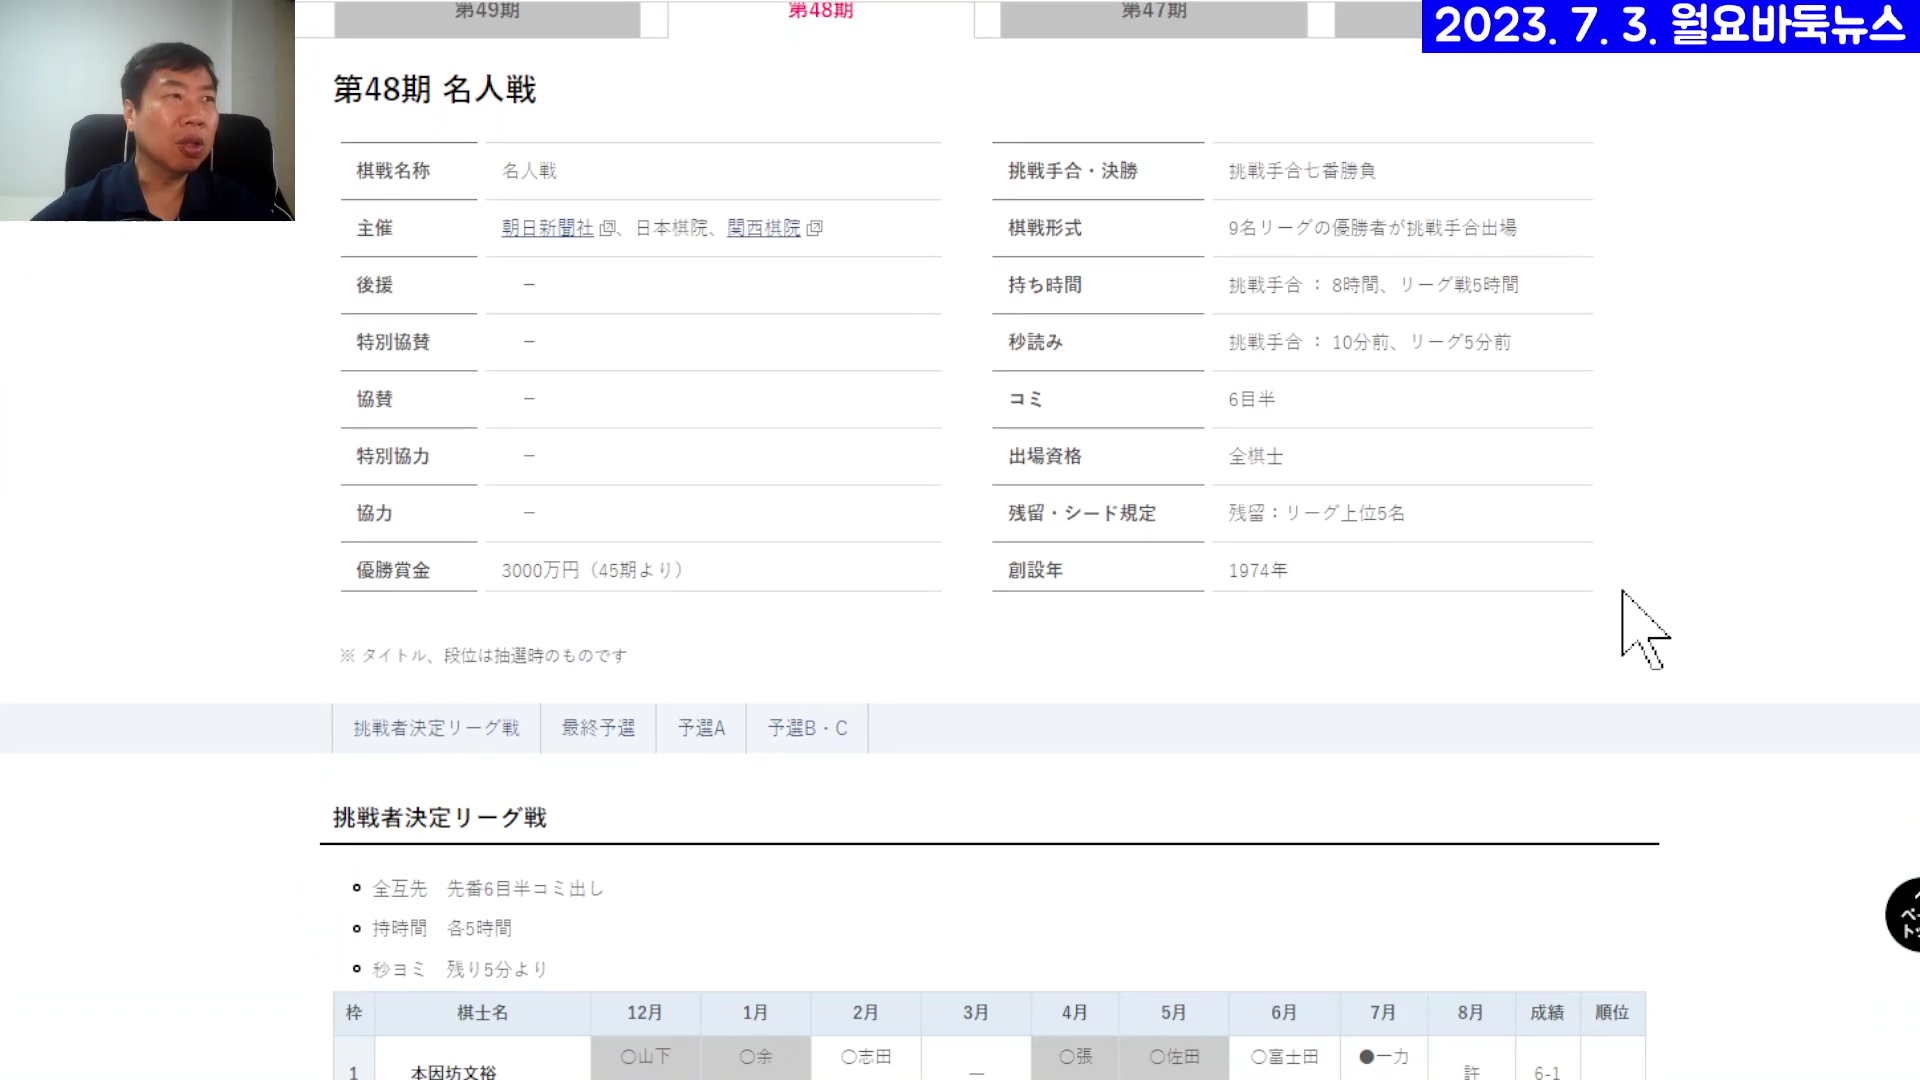 第49期 第48期 第47期
2023. 7. 3. 월요바둑뉴스
第48期 名人戦
棋戦名称 名人戦 挑戦手合・決勝 挑戦手合七番勝負
主催 朝日新聞社、日本棋院、関西棋院 棋戦形式 9名リーグの優勝者が挑戦手合出場
後援 － 持ち時間 挑戦手合 ： 8時間、リーグ戦5時間
特別協賛 － 秒読み 挑戦手合 ： 10分前、リーグ5分前
協賛 － コミ 6目半
特別協力 － 出場資格 全棋士
協力 － 残留・シード規定 残留：リーグ上位5名
優勝賞金 3000万円（45期より） 創設年 1974年
※ タイトル、段位は抽選時のものです
挑戦者決定リーグ戦 最終予選 予選A 予選B・C
挑戦者決定リーグ戦
全互先 先番6目半コミ出し
持時間 各5時間
秒ヨミ 残り5分より
枠 棋士名 12月 1月 2月 3月 4月 5月 6月 7月 8月 成績 順位
○山下 ○余 ○志田 ○張 ○佐田 ○富士田 ●一力
1 本因坊文裕 — 許 6-1